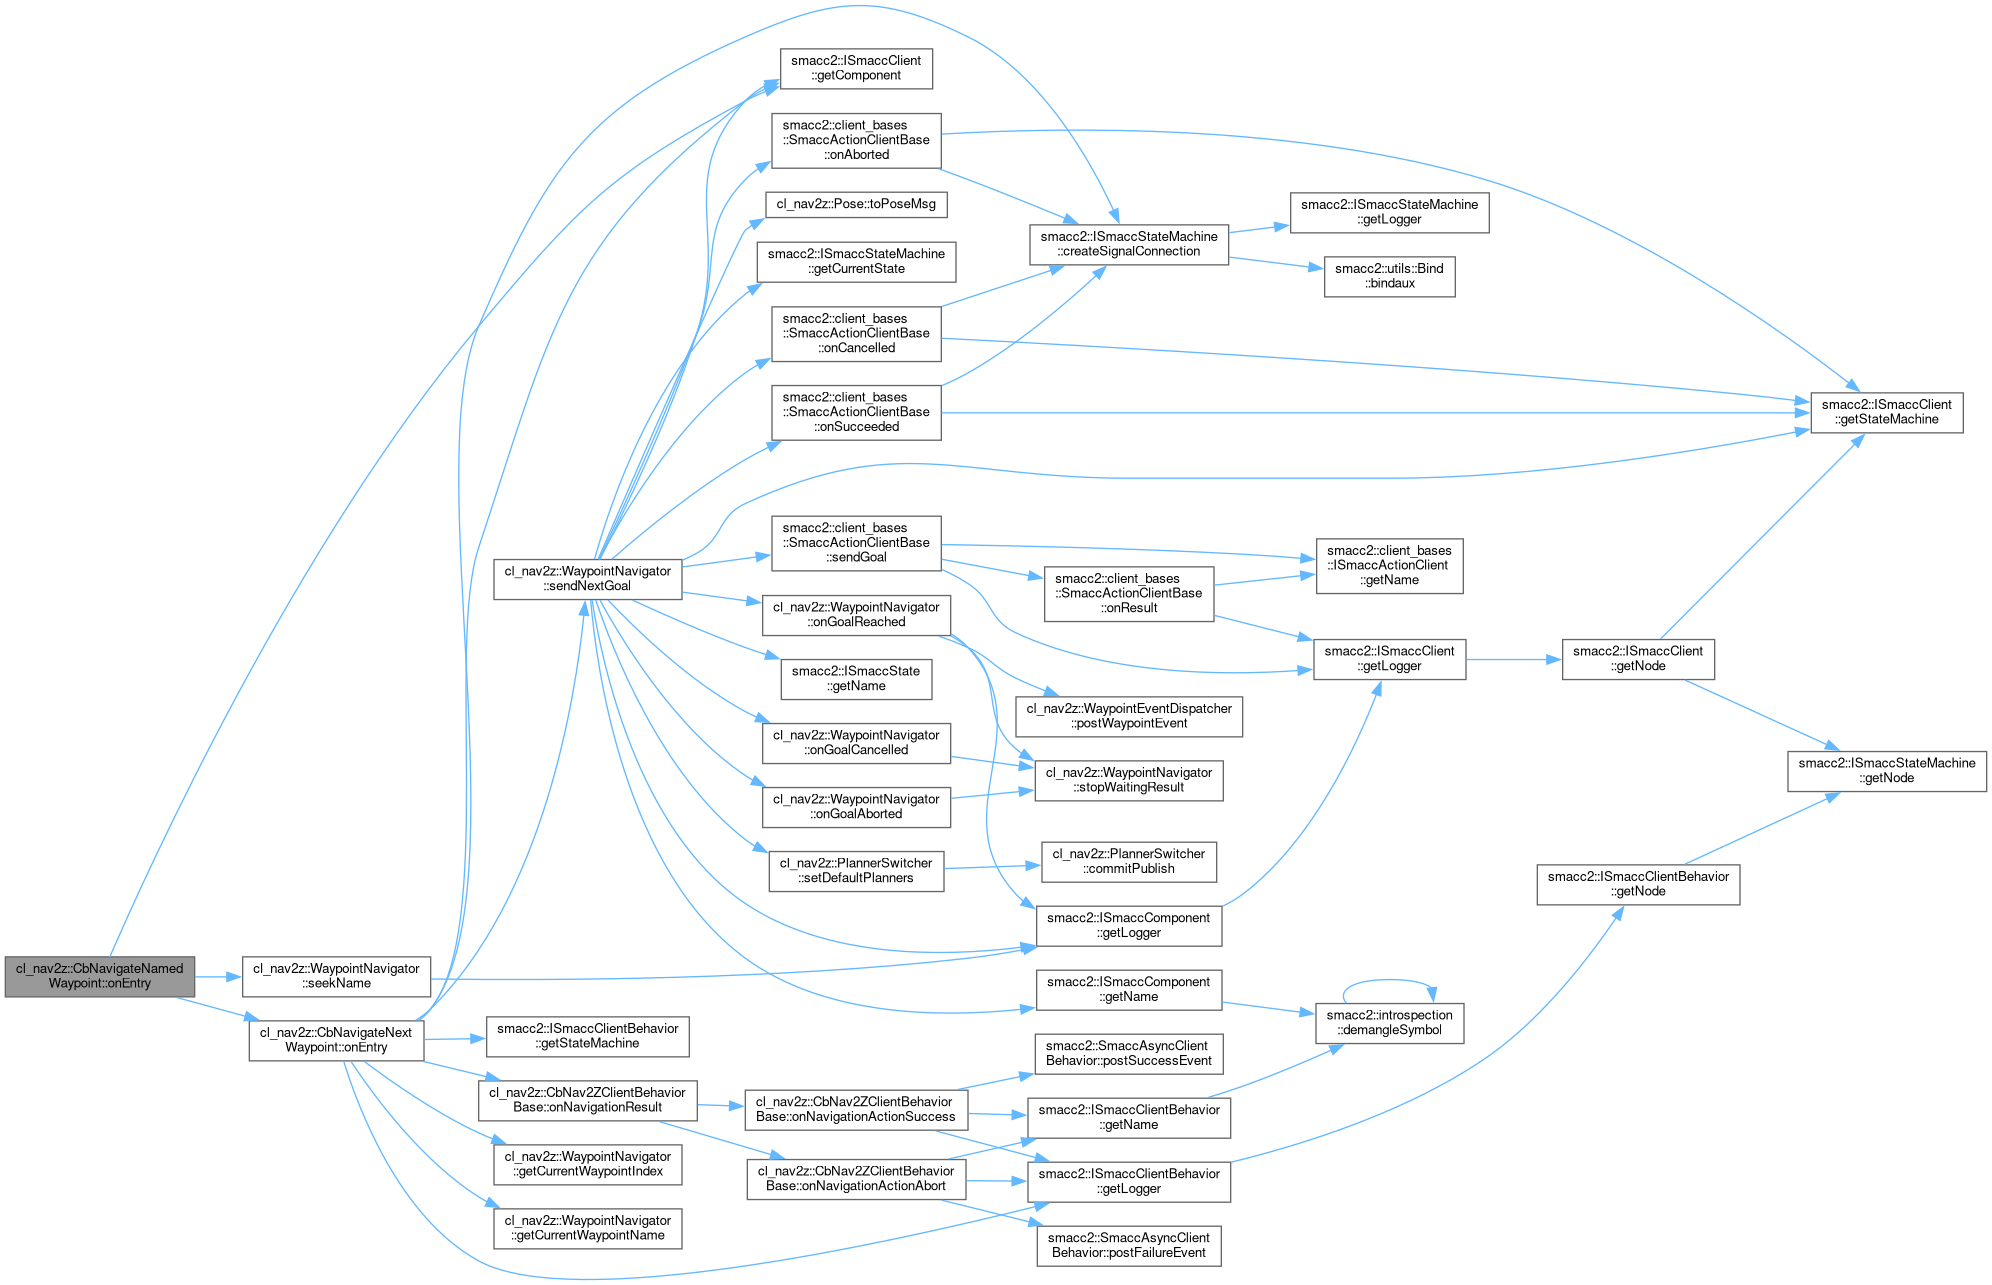 cl_nav2z::CbNavigateNamed
Waypoint::onEntry
cl_nav2z::WaypointNavigator
::seekName
cl_nav2z::CbNavigateNext
Waypoint::onEntry
cl_nav2z::WaypointNavigator
::sendNextGoal
smacc2::ISmaccClientBehavior
::getStateMachine
cl_nav2z::CbNav2ZClientBehavior
Base::onNavigationResult
cl_nav2z::WaypointNavigator
::getCurrentWaypointIndex
cl_nav2z::WaypointNavigator
::getCurrentWaypointName
smacc2::ISmaccClient
::getComponent
smacc2::client_bases
::SmaccActionClientBase
::onAborted
cl_nav2z::Pose::toPoseMsg
smacc2::ISmaccStateMachine
::getCurrentState
smacc2::client_bases
::SmaccActionClientBase
::onCancelled
smacc2::client_bases
::SmaccActionClientBase
::onSucceeded
smacc2::client_bases
::SmaccActionClientBase
::sendGoal
cl_nav2z::WaypointNavigator
::onGoalReached
smacc2::ISmaccState
::getName
cl_nav2z::WaypointNavigator
::onGoalCancelled
cl_nav2z::WaypointNavigator
::onGoalAborted
cl_nav2z::PlannerSwitcher
::setDefaultPlanners
cl_nav2z::CbNav2ZClientBehavior
Base::onNavigationActionSuccess
cl_nav2z::CbNav2ZClientBehavior
Base::onNavigationActionAbort
smacc2::ISmaccStateMachine
::createSignalConnection
smacc2::client_bases
::SmaccActionClientBase
::onResult
cl_nav2z::WaypointEventDispatcher
::postWaypointEvent
cl_nav2z::WaypointNavigator
::stopWaitingResult
cl_nav2z::PlannerSwitcher
::commitPublish
smacc2::ISmaccComponent
::getLogger
smacc2::ISmaccComponent
::getName
smacc2::SmaccAsyncClient
Behavior::postSuccessEvent
smacc2::ISmaccClientBehavior
::getName
smacc2::ISmaccClientBehavior
::getLogger
smacc2::SmaccAsyncClient
Behavior::postFailureEvent
smacc2::ISmaccStateMachine
::getLogger
smacc2::utils::Bind
::bindaux
smacc2::client_bases
::ISmaccActionClient
::getName
smacc2::ISmaccClient
::getLogger
smacc2::introspection
::demangleSymbol
smacc2::ISmaccClient
::getNode
smacc2::ISmaccClientBehavior
::getNode
smacc2::ISmaccClient
::getStateMachine
smacc2::ISmaccStateMachine
::getNode